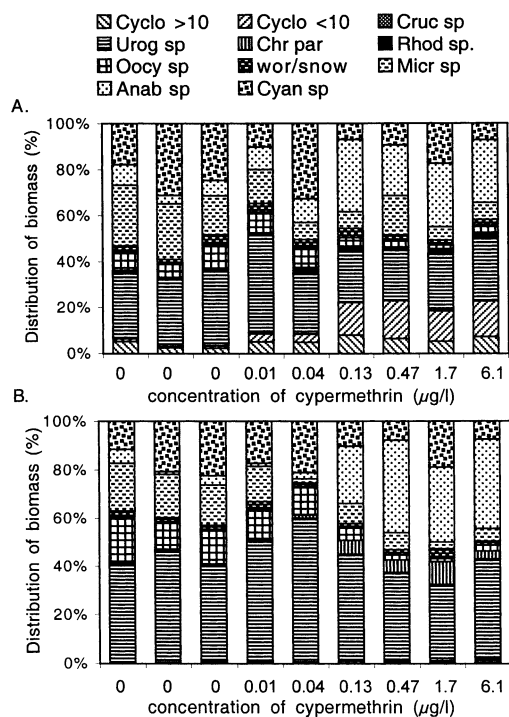 Cyclo >10 Cyclo <10 Cruc sp
Urog sp Chr par Rhod sp.
Oocy sp wor/snow Micr sp
Anab sp Cyan sp
A.
100%
80%
60%
40%
20%
0%
Distribution of biomass (%)
0 0 0 0.01 0.04 0.13 0.47 1.7 6.1
concentration of cypermethrin (µg/l)
B.
100%
80%
60%
40%
20%
0%
Distribution of biomass (%)
0 0 0 0.01 0.04 0.13 0.47 1.7 6.1
concentration of cypermethrin (µg/l)